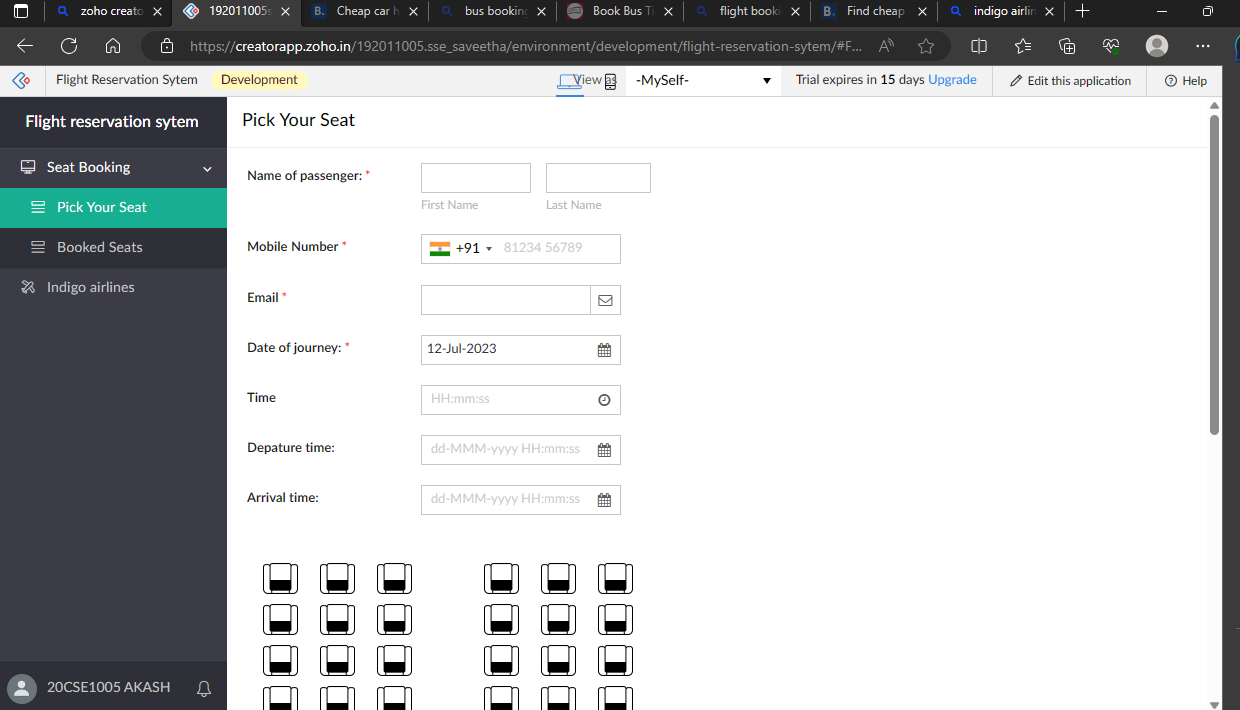 zoho creato
192011005s
Cheap car h
bus booking
Book Bus Ti
flight booki
Find cheap
indigo airlin
https://creatorapp.zoho.in/192011005.sse_saveetha/environment/development/flight-reservation-sytem/#F...
Flight Reservation Sytem
Development
View as
-MySelf-
Trial expires in 15 days Upgrade
Edit this application
Help
Flight reservation sytem
Seat Booking
Pick Your Seat
Booked Seats
Indigo airlines
20CSE1005 AKASH
Pick Your Seat
Name of passenger: *
First Name
Last Name
Mobile Number *
+91
81234 56789
Email *
Date of journey: *
12-Jul-2023
Time
HH:mm:ss
Depature time:
dd-MMM-yyyy HH:mm:ss
Arrival time:
dd-MMM-yyyy HH:mm:ss